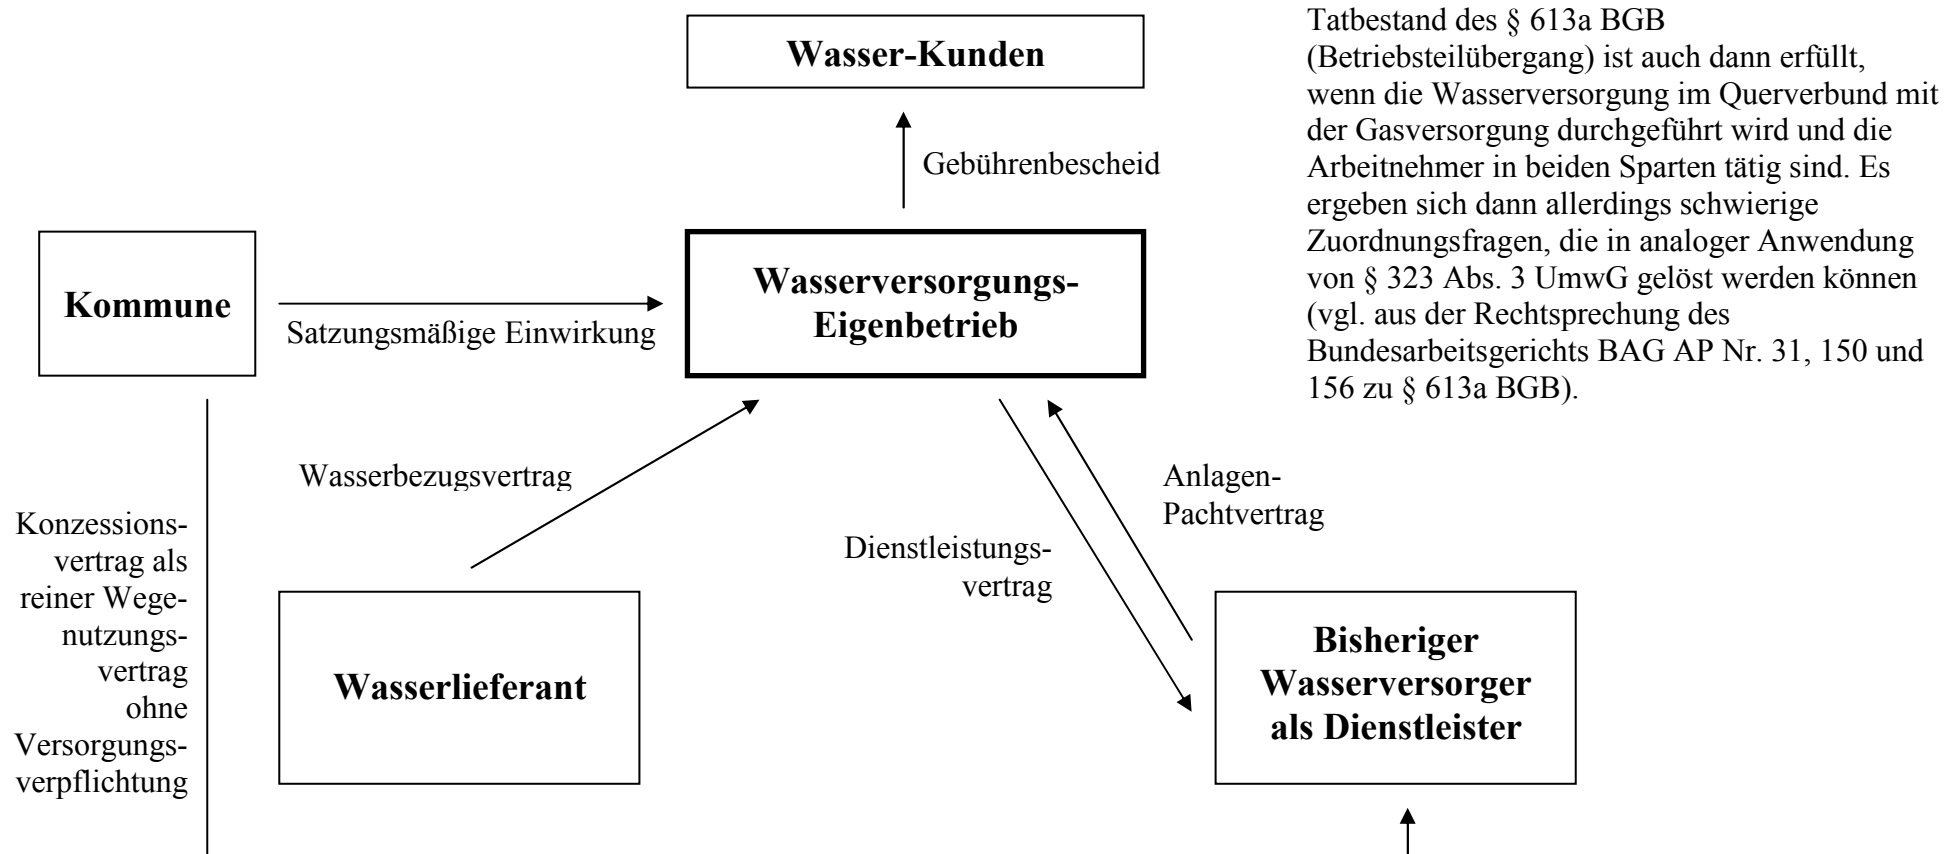 Tatbestand des § 613a BGB
(Betriebsteilübergang) ist auch dann erfüllt,
wenn die Wasserversorgung im Querverbund mit
der Gasversorgung durchgeführt wird und die
Arbeitnehmer in beiden Sparten tätig sind. Es
ergeben sich dann allerdings schwierige
Zuordnungsfragen, die in analoger Anwendung
von § 323 Abs. 3 UmwG gelöst werden können
(vgl. aus der Rechtsprechung des
Bundesarbeitsgerichts BAG AP Nr. 31, 150 und
156 zu § 613a BGB).
Wasser-Kunden
Gebührenbescheid
Kommune
Satzungsmäßige Einwirkung
Wasserversorgungs-
Eigenbetrieb
Wasserbezugsvertrag
Anlagen-
Pachtvertrag
Dienstleistungs-
vertrag
Konzessions-
vertrag als
reiner Wege-
nutzungs-
vertrag
ohne
Versorgungs-
verpflichtung
Wasserlieferant
Bisheriger
Wasserversorger
als Dienstleister